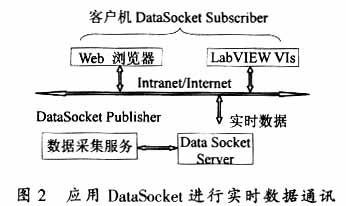 客户机 DataSocket Subscriber
Web 浏览器
LabVIEW VIs
Intranet/Internet
DataSocket Publisher
实时数据
数据采集服务
Data Socket
Server
图 2 应用 DataSocket 进行实时数据通讯